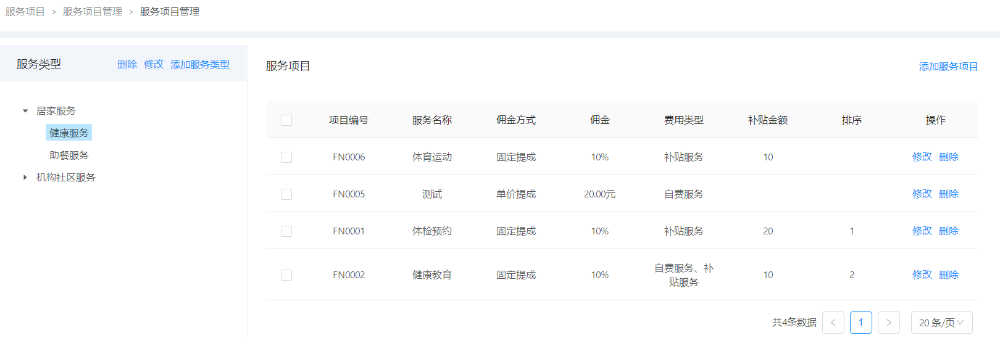 服务项目 > 服务项目管理 > 服务项目管理
服务类型 删除 修改 添加服务类型
居家服务
健康服务
助餐服务
机构社区服务
服务项目 添加服务项目
项目编号 服务名称 佣金方式 佣金 费用类型 补贴金额 排序 操作
FN0006 体育运动 固定提成 10% 补贴服务 10 修改 删除
FN0005 测试 单价提成 20.00元 自费服务 修改 删除
FN0001 体检预约 固定提成 10% 补贴服务 20 1 修改 删除
FN0002 健康教育 固定提成 10% 自费服务、补
贴服务 10 2 修改 删除
共4条数据 < 1 > 20 条/页